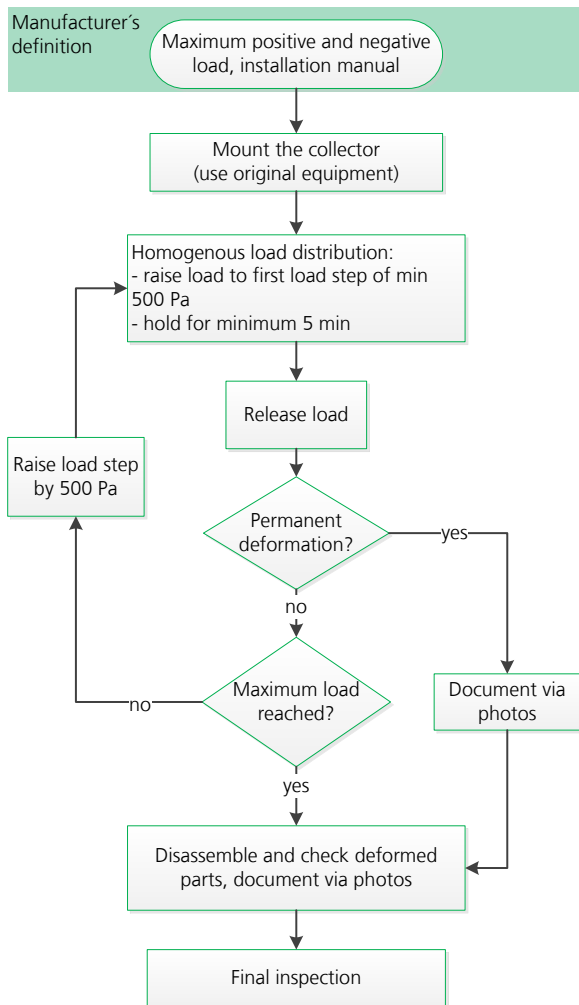 Manufacturer´s
definition
Maximum positive and negative
load, installation manual
Mount the collector
(use original equipment)
Homogenous load distribution:
- raise load to first load step of min
500 Pa
- hold for minimum 5 min
Release load
Raise load step
by 500 Pa
Permanent
deformation?
yes
no
Maximum load
reached?
no
Document via
photos
yes
Disassemble and check deformed
parts, document via photos
Final inspection